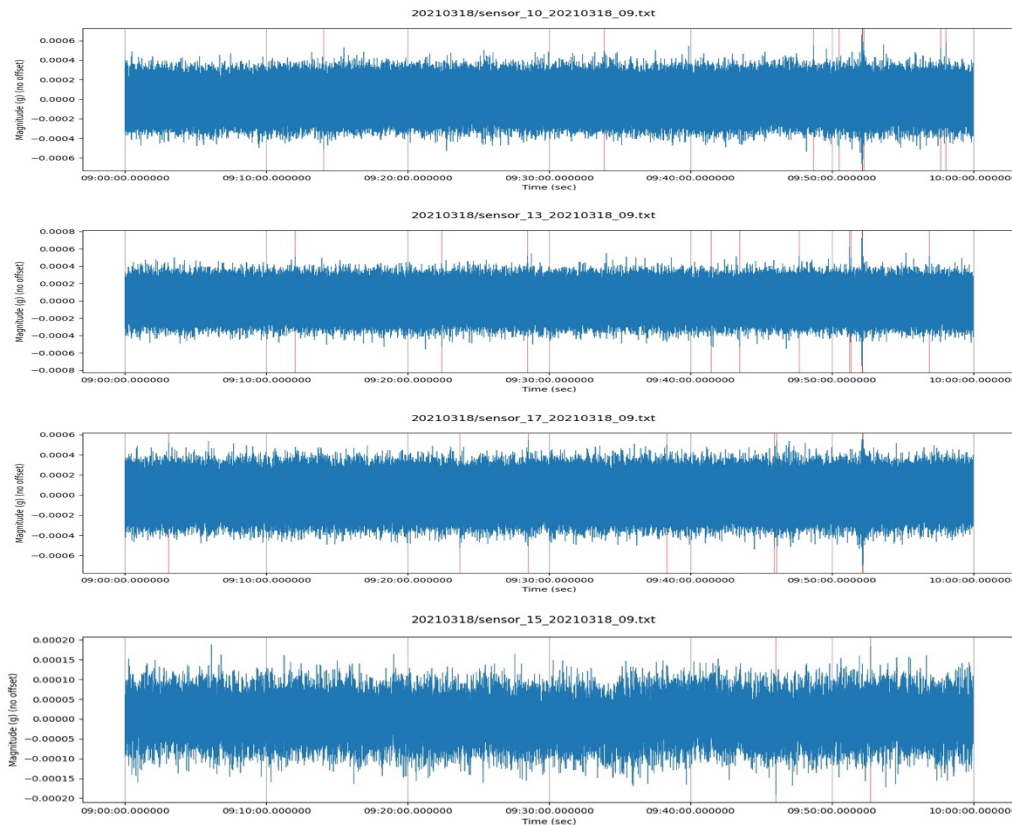 20210318/sensor_10_20210318_09.txt
Magnitude (g) (no offset)
0.0006
0.0004
0.0002
0.0000
−0.0002
−0.0004
−0.0006
09:00:00.000000 09:10:00.000000 09:20:00.000000 09:30:00.000000 09:40:00.000000 09:50:00.000000 10:00:00.000000
Time (sec)
20210318/sensor_13_20210318_09.txt
Magnitude (g) (no offset)
0.0008
0.0006
0.0004
0.0002
0.0000
−0.0002
−0.0004
−0.0006
−0.0008
09:00:00.000000 09:10:00.000000 09:20:00.000000 09:30:00.000000 09:40:00.000000 09:50:00.000000 10:00:00.000000
Time (sec)
20210318/sensor_17_20210318_09.txt
Magnitude (g) (no offset)
0.0006
0.0004
0.0002
0.0000
−0.0002
−0.0004
−0.0006
09:00:00.000000 09:10:00.000000 09:20:00.000000 09:30:00.000000 09:40:00.000000 09:50:00.000000 10:00:00.000000
Time (sec)
20210318/sensor_15_20210318_09.txt
Magnitude (g) (no offset)
0.00020
0.00015
0.00010
0.00005
0.00000
−0.00005
−0.00010
−0.00015
−0.00020
09:00:00.000000 09:10:00.000000 09:20:00.000000 09:30:00.000000 09:40:00.000000 09:50:00.000000 10:00:00.000000
Time (sec)